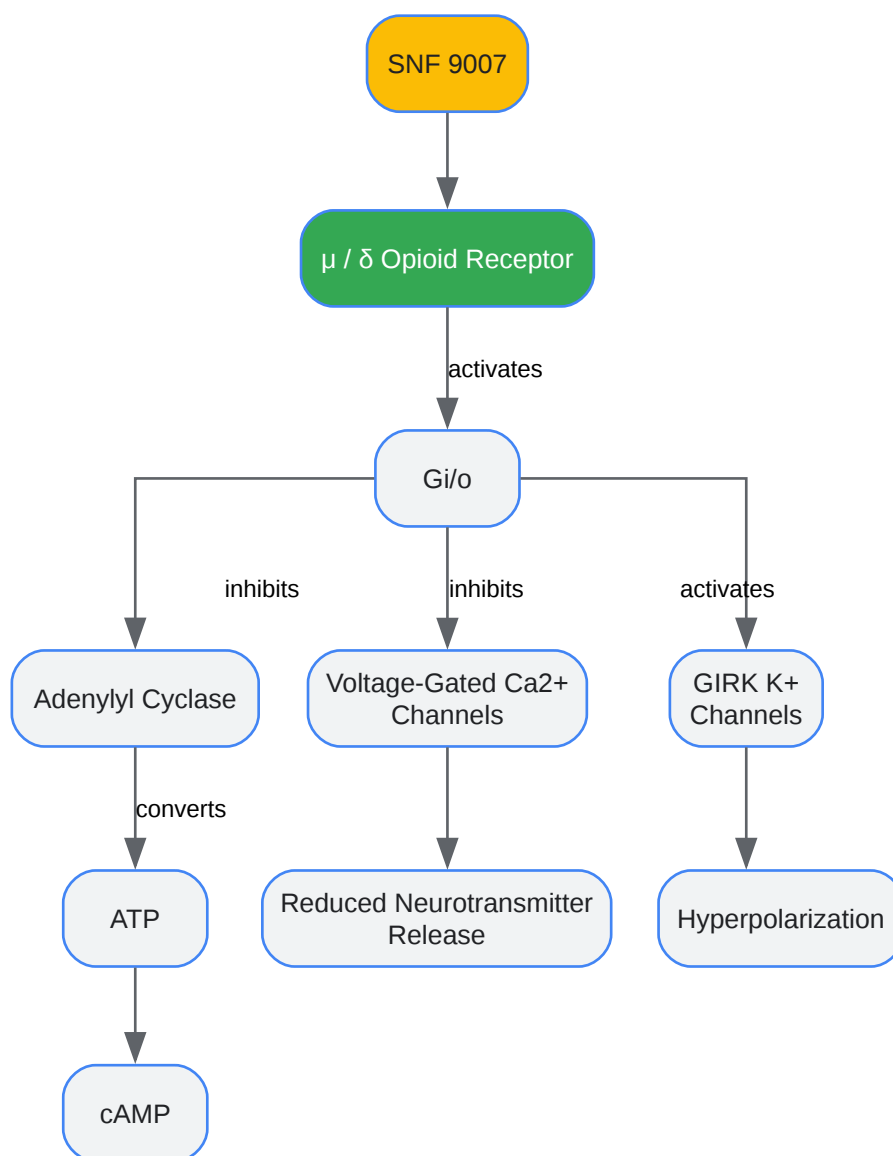 SNF 9007
μ / δ Opioid Receptor
activates
Gi/o
inhibits
inhibits
activates
Adenylyl Cyclase
Voltage-Gated Ca2+
Channels
GIRK K+
Channels
converts
ATP
Reduced Neurotransmitter
Release
Hyperpolarization
cAMP